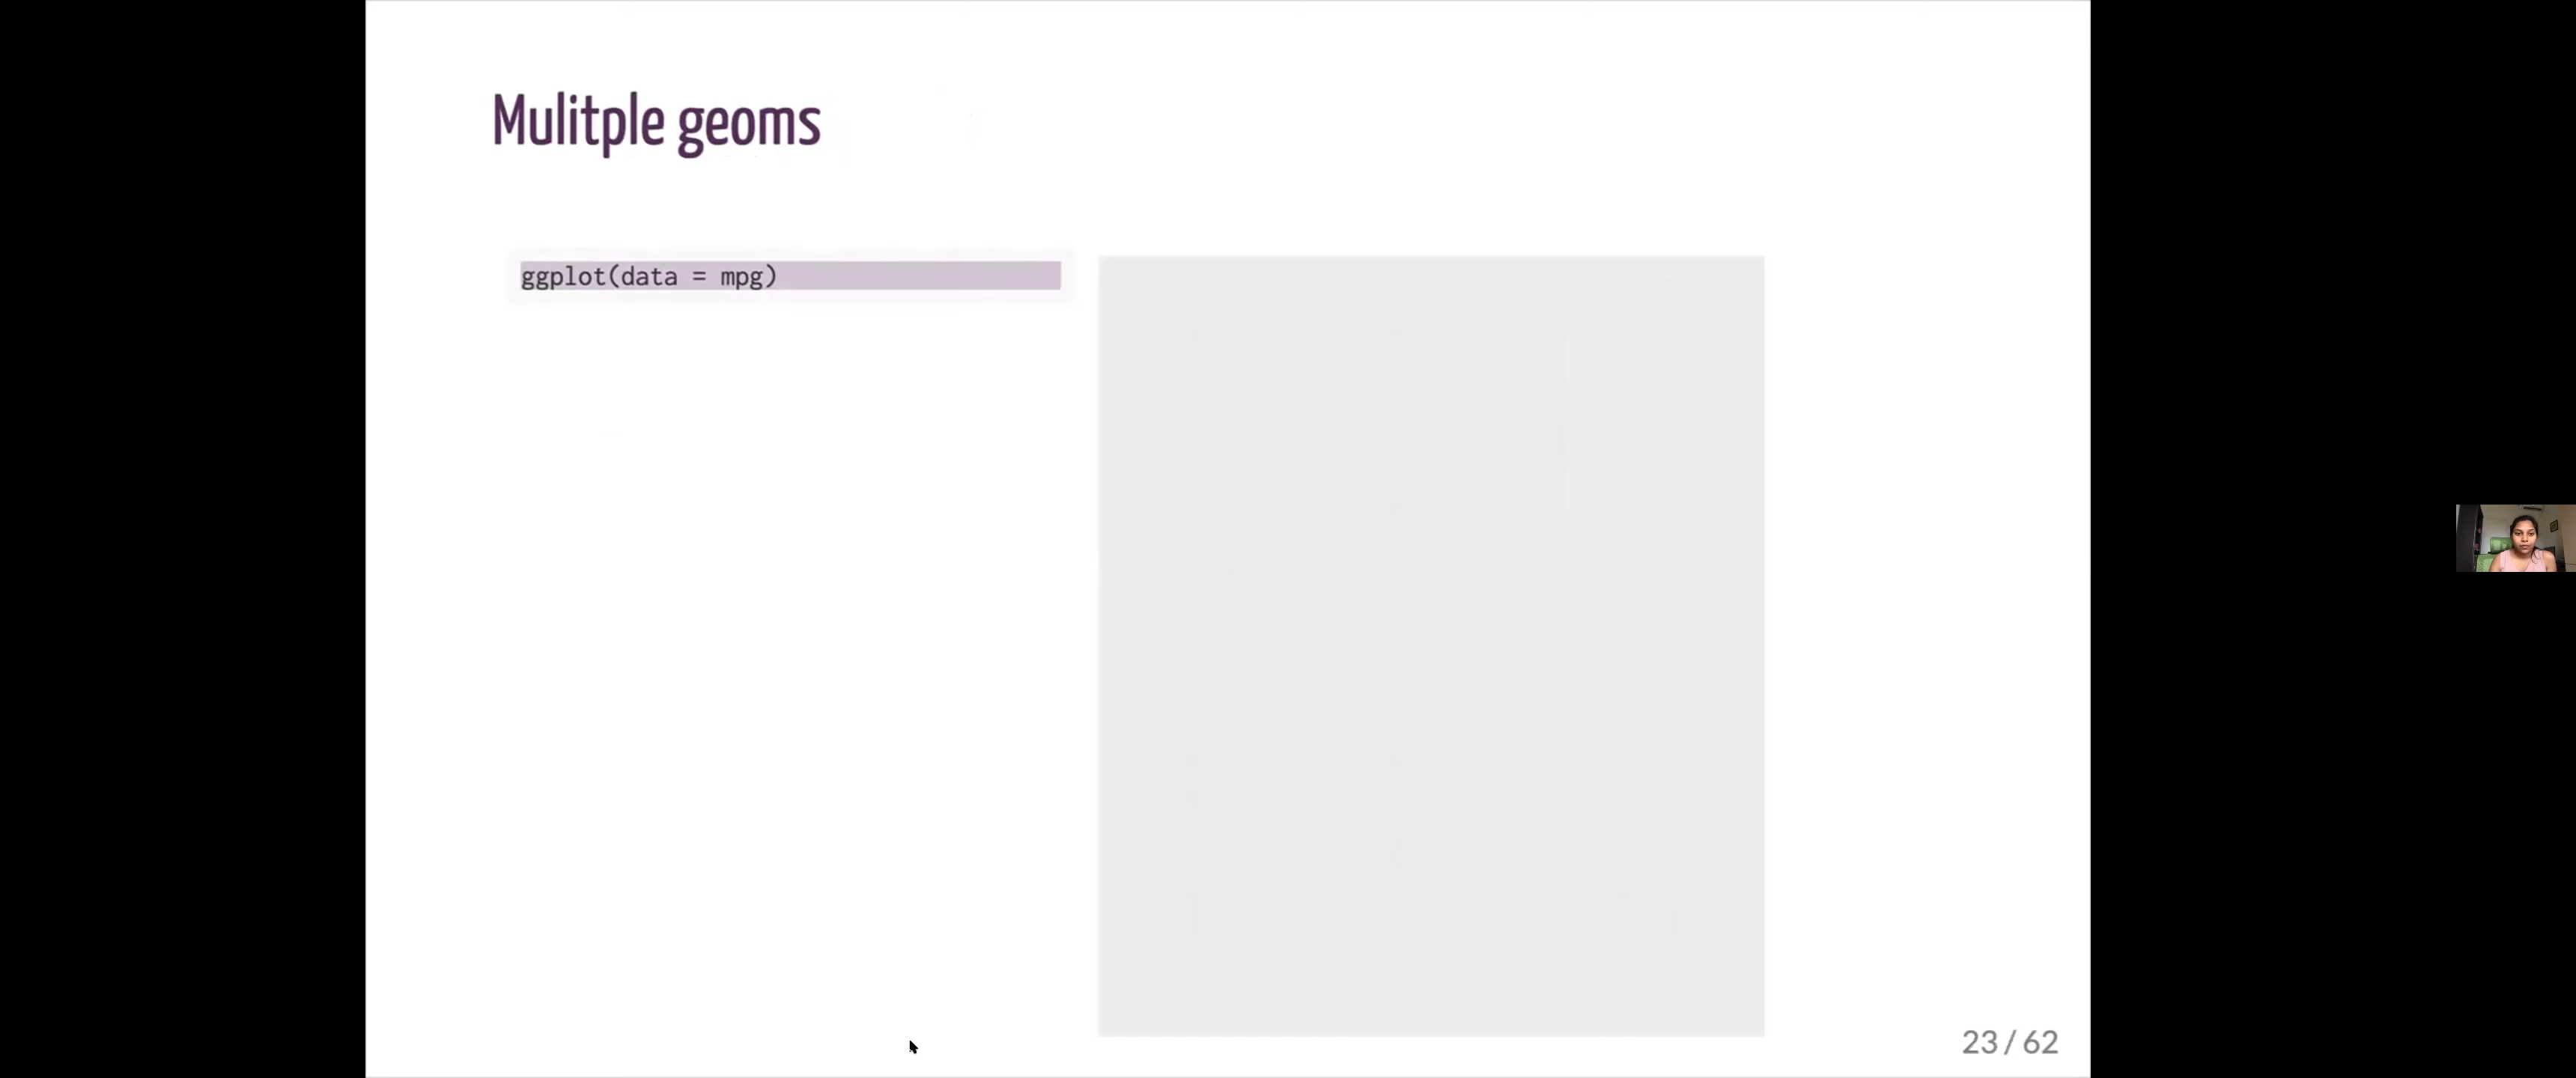 Mulitple geoms
ggplot(data = mpg)
23 / 62